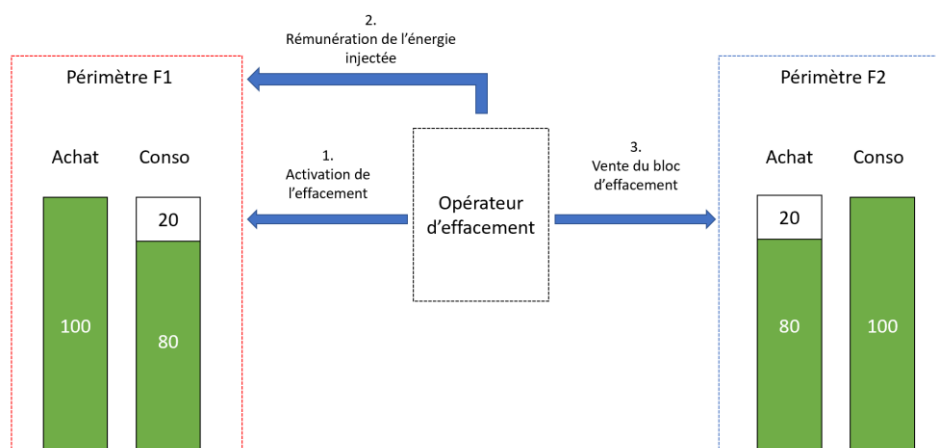 2.
Rémunération de l'énergie
injectée
Périmètre F1
Périmètre F2
Achat
Conso
1.
Activation de
l'effacement
3.
Vente du bloc
d'effacement
Achat
Conso
20
Opérateur
d'effacement
20
100
80
80
100